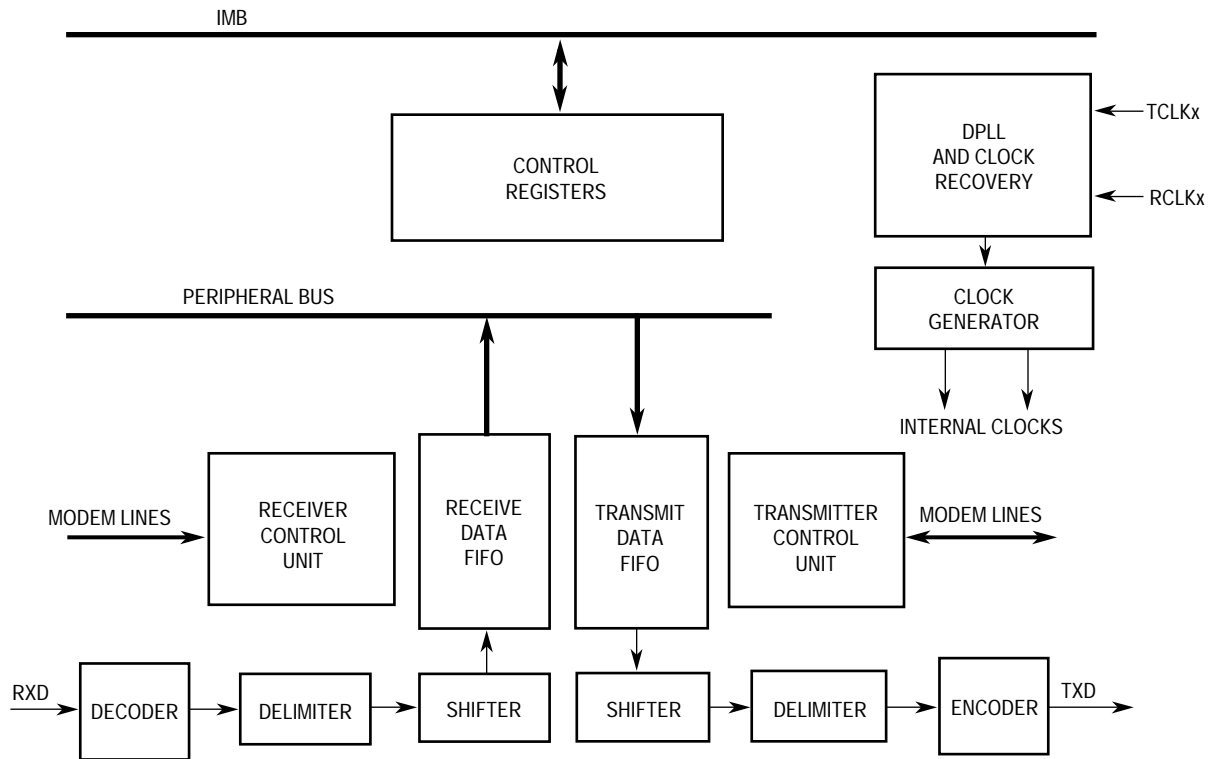 IMB
CONTROL
REGISTERS
DPLL
AND CLOCK
RECOVERY
TCLKx
RCLKx
CLOCK
GENERATOR
INTERNAL CLOCKS
PERIPHERAL BUS
MODEM LINES
RECEIVER
CONTROL
UNIT
RECEIVE
DATA
FIFO
TRANSMIT
DATA
FIFO
TRANSMITTER
CONTROL
UNIT
MODEM LINES
RXD
DECODER
DELIMITER
SHIFTER
SHIFTER
DELIMITER
ENCODER
TXD